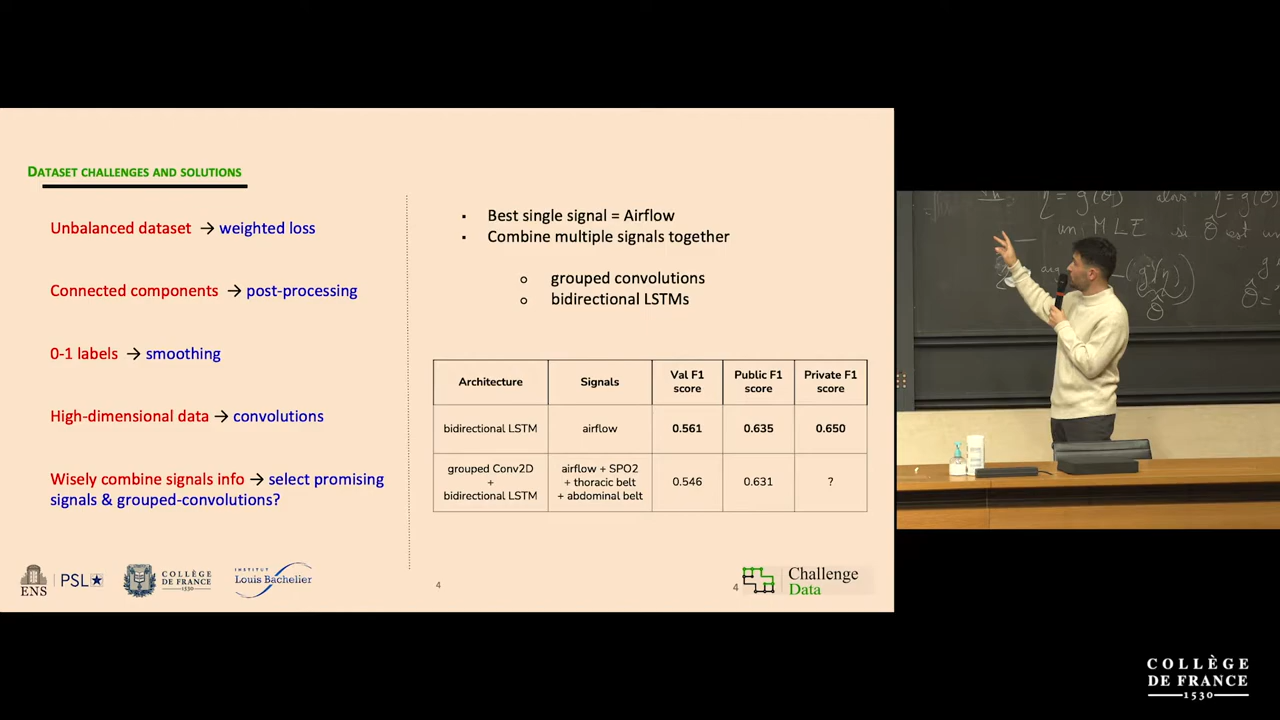 DATASET CHALLENGES AND SOLUTIONS
Unbalanced dataset → weighted loss
Connected components → post-processing
0-1 labels → smoothing
High-dimensional data → convolutions
Wisely combine signals info → select promising
signals & grouped-convolutions?
▪ Best single signal = Airflow
▪ Combine multiple signals together
o grouped convolutions
o bidirectional LSTMs
Architecture Signals Val F1 score Public F1 score Private F1 score
bidirectional LSTM airflow 0.561 0.635 0.650
grouped Conv2D + bidirectional LSTM airflow + SPO2 + thoracic belt + abdominal belt 0.546 0.631 ?
ENS
PSL★
COLLÈGE
DE FRANCE
1530
INSTITUT
Louis Bachelier
4
4
Challenge
Data
η = g(θ)
un MLE si θ̂ est un
COLLÈGE
DE FRANCE
1530